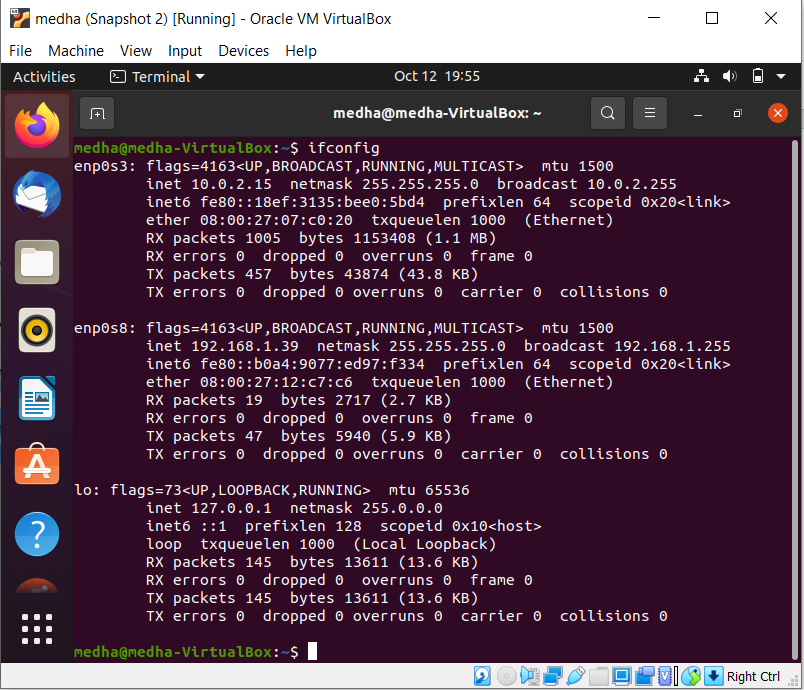 medha (Snapshot 2) [Running] - Oracle VM VirtualBox
File Machine View Input Devices Help
Activities Terminal Oct 12 19:55
medha@medha-VirtualBox: ~
medha@medha-VirtualBox:~$ ifconfig
enp0s3: flags=4163<UP,BROADCAST,RUNNING,MULTICAST>  mtu 1500
        inet 10.0.2.15  netmask 255.255.255.0  broadcast 10.0.2.255
        inet6 fe80::18ef:3135:bee0:5bd4  prefixlen 64  scopeid 0x20<link>
        ether 08:00:27:07:c0:20  txqueuelen 1000  (Ethernet)
        RX packets 1005  bytes 1153408 (1.1 MB)
        RX errors 0  dropped 0  overruns 0  frame 0
        TX packets 457  bytes 43874 (43.8 KB)
        TX errors 0  dropped 0 overruns 0  carrier 0  collisions 0
enp0s8: flags=4163<UP,BROADCAST,RUNNING,MULTICAST>  mtu 1500
        inet 192.168.1.39  netmask 255.255.255.0  broadcast 192.168.1.255
        inet6 fe80::b0a4:9077:ed97:f334  prefixlen 64  scopeid 0x20<link>
        ether 08:00:27:12:c7:c6  txqueuelen 1000  (Ethernet)
        RX packets 19  bytes 2717 (2.7 KB)
        RX errors 0  dropped 0  overruns 0  frame 0
        TX packets 47  bytes 5940 (5.9 KB)
        TX errors 0  dropped 0 overruns 0  carrier 0  collisions 0
lo: flags=73<UP,LOOPBACK,RUNNING>  mtu 65536
        inet 127.0.0.1  netmask 255.0.0.0
        inet6 ::1  prefixlen 128  scopeid 0x10<host>
        loop  txqueuelen 1000  (Local Loopback)
        RX packets 145  bytes 13611 (13.6 KB)
        RX errors 0  dropped 0  overruns 0  frame 0
        TX packets 145  bytes 13611 (13.6 KB)
        TX errors 0  dropped 0 overruns 0  carrier 0  collisions 0
medha@medha-VirtualBox:~$
Right Ctrl